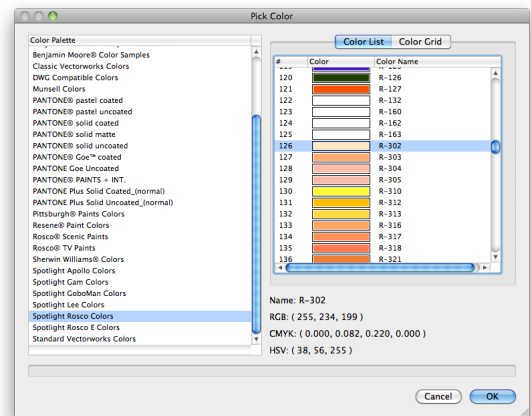 Pick Color
Color Palette
Benjamin Moore® Color Samples
Classic Vectorworks Colors
DWG Compatible Colors
Munsell Colors
PANTONE® pastel coated
PANTONE® pastel uncoated
PANTONE® solid coated
PANTONE® solid matte
PANTONE® solid uncoated
PANTONE® Goe™ coated
PANTONE Goe Uncoated
PANTONE® PAINTS + INT.
PANTONE Plus Solid Coated_(normal)
PANTONE Plus Solid Uncoated_(normal)
Pittsburgh® Paints Colors
Resene® Paint Colors
Rosco® Scenic Paints
Rosco® TV Paints
Sherwin Williams® Colors
Spotlight Apollo Colors
Spotlight Gam Colors
Spotlight GoboMan Colors
Spotlight Lee Colors
Spotlight Rosco Colors
Spotlight Rosco E Colors
Standard Vectorworks Colors
Color List Color Grid
# Color Color Name
120 R-126
121 R-127
122 R-132
123 R-160
124 R-162
125 R-163
126 R-302
127 R-303
128 R-304
129 R-305
130 R-310
131 R-312
132 R-313
133 R-316
134 R-317
135 R-318
136 R-321
Name: R-302
RGB: ( 255, 234, 199 )
CMYK: ( 0.000, 0.082, 0.220, 0.000 )
HSV: ( 38, 56, 255 )
Cancel OK